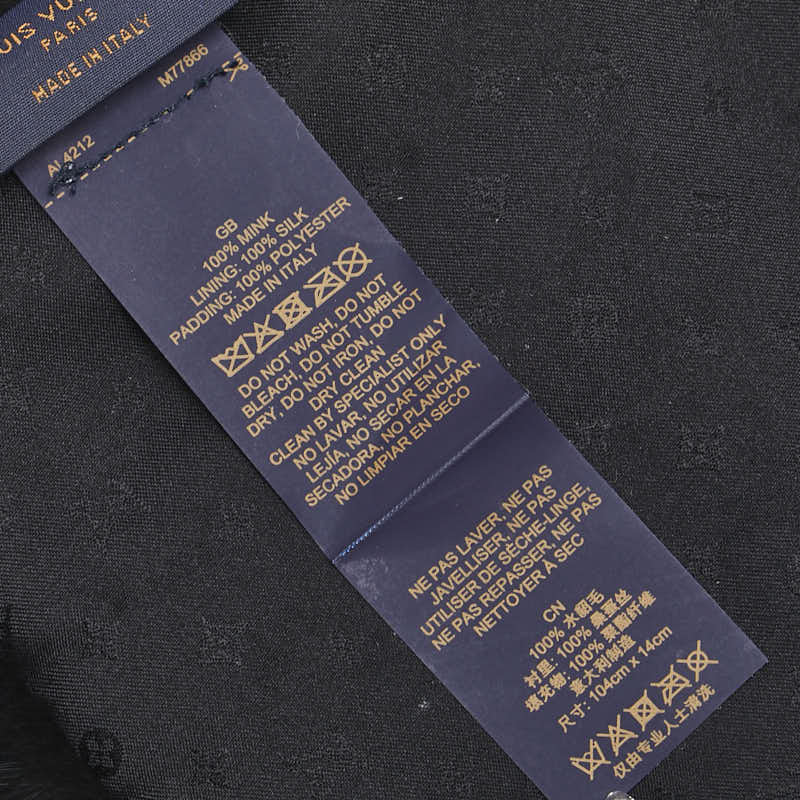 UIS VU
PARIS
MADE IN ITALY
M77866
AI 4212
GB
100% MINK
LINING: 100% SILK
PADDING: 100% POLYESTER
MADE IN ITALY
DO NOT WASH, DO NOT
BLEACH, DO NOT TUMBLE
DRY, DO NOT IRON, DO NOT
DRY CLEAN
CLEAN BY SPECIALIST ONLY
NO LAVAR, NO UTILIZAR
LEJÍA, NO SECAR EN LA
SECADORA, NO PLANCHAR,
NO LIMPIAR EN SECO
NE PAS LAVER, NE PAS
JAVELLISER, NE PAS
UTILISER DE SÈCHE-LINGE,
NE PAS REPASSER, NE PAS
NETTOYER À SEC
CN
100% 水貂毛
衬里: 100% 桑蚕丝
填充物: 100% 聚酯纤维
意大利制造
尺寸: 104cm x 14cm
仅由专业人士清洗